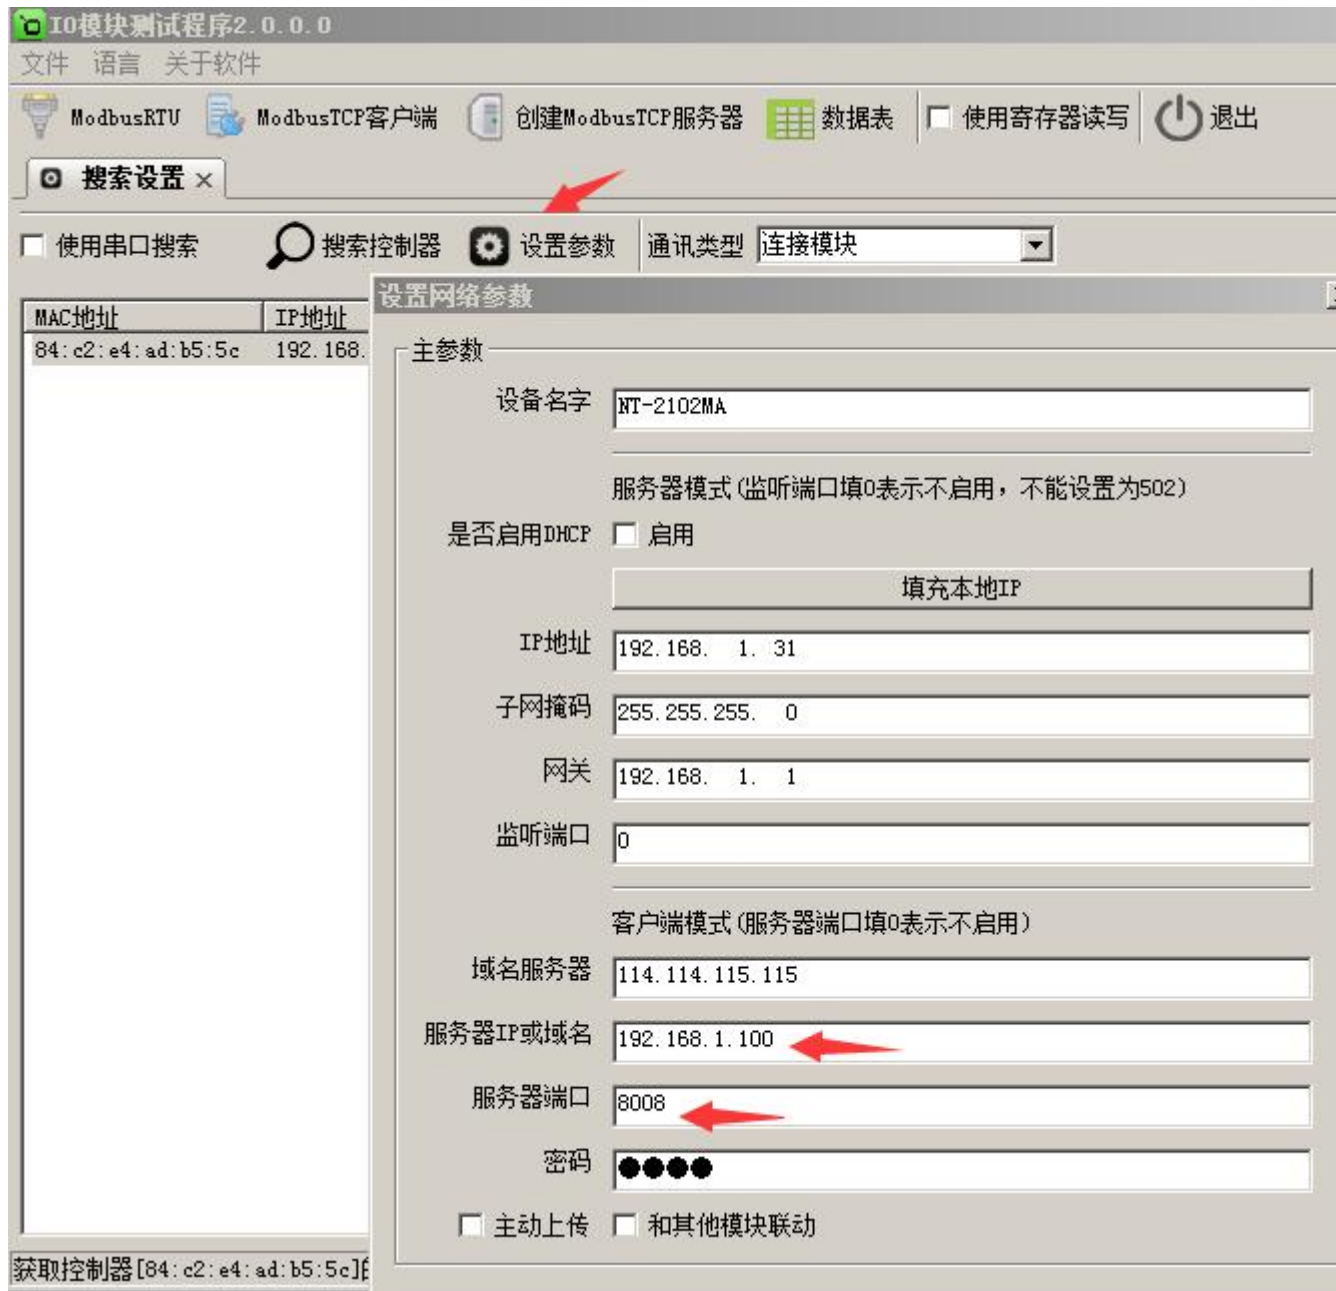 IO模块测试程序2.0.0.0
文件 语言 关于软件
ModbusRTU ModbusTCP客户端 创建ModbusTCP服务器 数据表 使用寄存器读写 退出
搜索设置 ×
使用串口搜索 搜索控制器 设置参数 通讯类型 连接模块
设置网络参数
MAC地址 IP地址
84:c2:e4:ad:b5:5c 192.168.
主参数
设备名字 NT-2102MA
服务器模式(监听端口填0表示不启用，不能设置为502)
是否启用DHCP 启用
填充本地IP
IP地址 192.168. 1. 31
子网掩码 255.255.255. 0
网关 192.168. 1. 1
监听端口 0
客户端模式(服务器端口填0表示不启用)
域名服务器 114.114.115.115
服务器IP或域名 192.168.1.100
服务器端口 8008
密码 ●●●●
主动上传 和其他模块联动
获取控制器[84:c2:e4:ad:b5:5c]